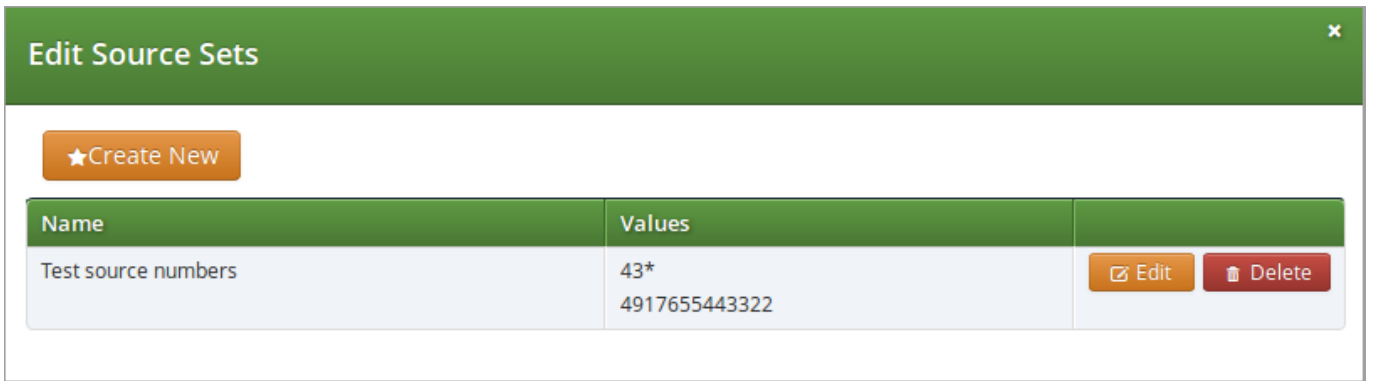 Edit Source Sets
Create New
Name Values
Test source numbers 43*
4917655443322
Edit Delete